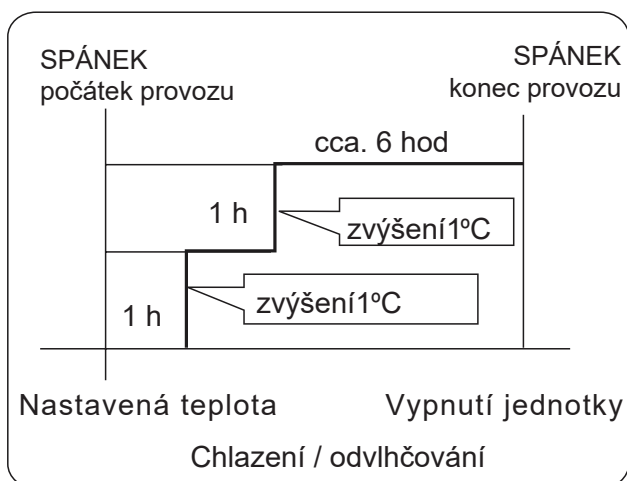 SPÁNEK
počátek provozu
SPÁNEK
konec provozu
cca. 6 hod
1 h
zvýšení1ºC
1 h
zvýšení1ºC
Nastavená teplota
Vypnutí jednotky
Chlazení / odvlhčování